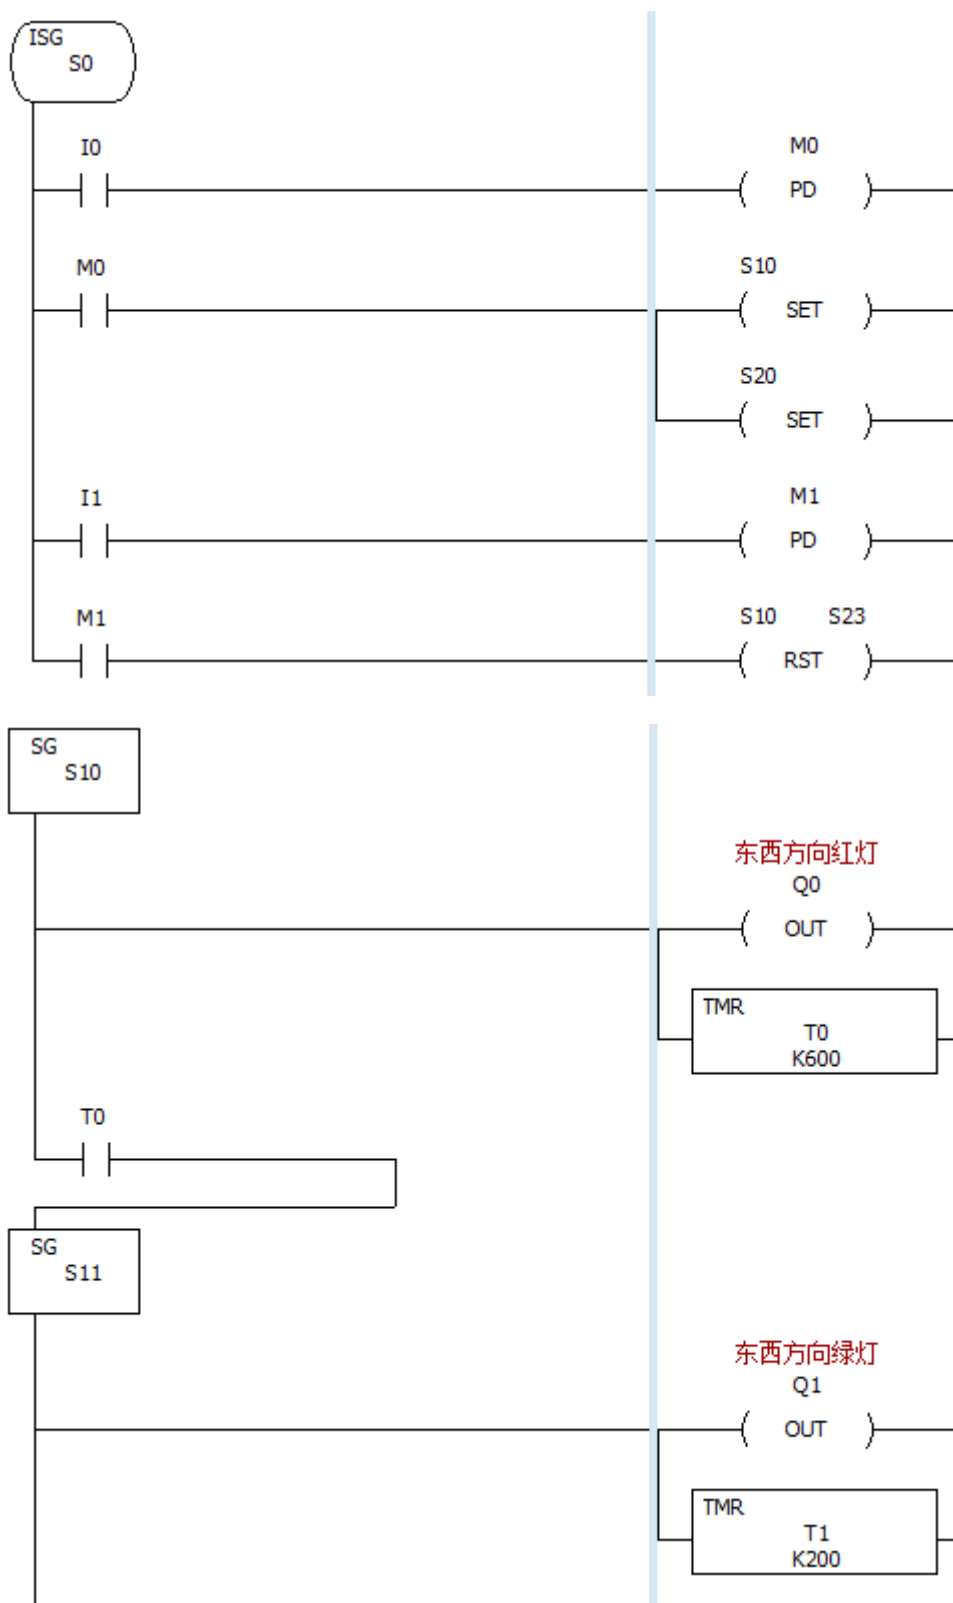 ISG
S0
I0
M0
PD
M0
S10
SET
S20
SET
I1
M1
PD
M1
S10 S23
RST
SG
S10
东西方向红灯
Q0
OUT
TMR
T0
K600
T0
SG
S11
东西方向绿灯
Q1
OUT
TMR
T1
K200